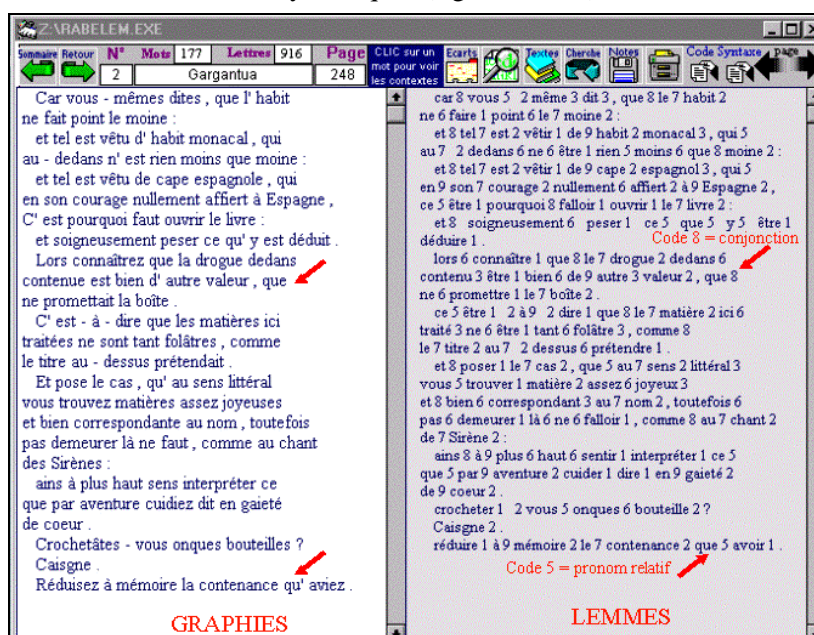 Z:\RABELEM.EXE
Sommaire Retour N° Mots 177 Lettres 916 Page CLIC sur un mot pour voir les contextes Ecarts Textes Cherche Notes Code Syntaxe page
2 Gargantua 248
Car vous - mêmes dites , que l' habit
ne fait point le moine :
et tel est vêtu d' habit monacal , qui
au - dedans n' est rien moins que moine :
et tel est vêtu de cape espagnole , qui
en son courage nullement affiert à Espagne ,
C' est pourquoi faut ouvrir le livre :
et soigneusement peser ce qu' y est déduit .
Lors connaîtrez que la drogue dedans
contenue est bien d' autre valeur , que
ne promettait la boîte .
C' est - à - dire que les matières ici
traitées ne sont tant folâtres , comme
le titre au - dessus prétendait .
Et pose le cas , qu' au sens littéral
vous trouvez matières assez joyeuses
et bien correspondante au nom , toutefois
pas demeurer là ne faut , comme au chant
des Sirènes :
ains à plus haut sens interpréter ce
que par aventure cuidiez dit en gaieté
de coeur .
Crochetâtes - vous onques bouteilles ?
Caisgne .
Réduisez à mémoire la contenance qu' aviez .
GRAPHIES
car 8 vous 5 2 même 3 dit 3 , que 8 le 7 habit 2
ne 6 faire 1 point 6 le 7 moine 2 :
et 8 tel 7 est 2 vêtir 1 de 9 habit 2 monacal 3 , qui 5
au 7 2 dedans 6 ne 6 être 1 rien 5 moins 6 que 8 moine 2 :
et 8 tel 7 est 2 vêtir 1 de 9 cape 2 espagnol 3 , qui 5
en 9 son 7 courage 2 nullement 6 affiert 2 à 9 Espagne 2 ,
ce 5 être 1 pourquoi 8 falloir 1 ouvrir 1 le 7 livre 2 :
et 8 soigneusement 6 peser 1 ce 5 que 5 y 5 être 1
déduire 1 .
Code 8 = conjonction
lors 6 connaître 1 que 8 le 7 drogue 2 dedans 6
contenu 3 être 1 bien 6 de 9 autre 3 valeur 2 , que 8
ne 6 promettre 1 le 7 boîte 2 .
ce 5 être 1 2 à 9 2 dire 1 que 8 le 7 matière 2 ici 6
traité 3 ne 6 être 1 tant 6 folâtre 3 , comme 8
le 7 titre 2 au 7 2 dessus 6 prétendre 1 .
et 8 poser 1 le 7 cas 2 , que 5 au 7 sens 2 littéral 3
vous 5 trouver 1 matière 2 assez 6 joyeux 3
et 8 bien 6 correspondant 3 au 7 nom 2 , toutefois 6
pas 6 demeurer 1 là 6 ne 6 falloir 1 , comme 8 au 7 chant 2
de 7 Sirène 2 :
ains 8 à 9 plus 6 haut 6 sentir 1 interpréter 1 ce 5
que 5 par 9 aventure 2 cuider 1 dire 1 en 9 gaieté 2
de 9 coeur 2 .
crocheter 1 2 vous 5 onques 6 bouteille 2 ?
Caisgne 2 .
réduire 1 à 9 mémoire 2 le 7 contenance 2 que 5 avoir 1 .
Code 5 = pronom relatif
LEMMES